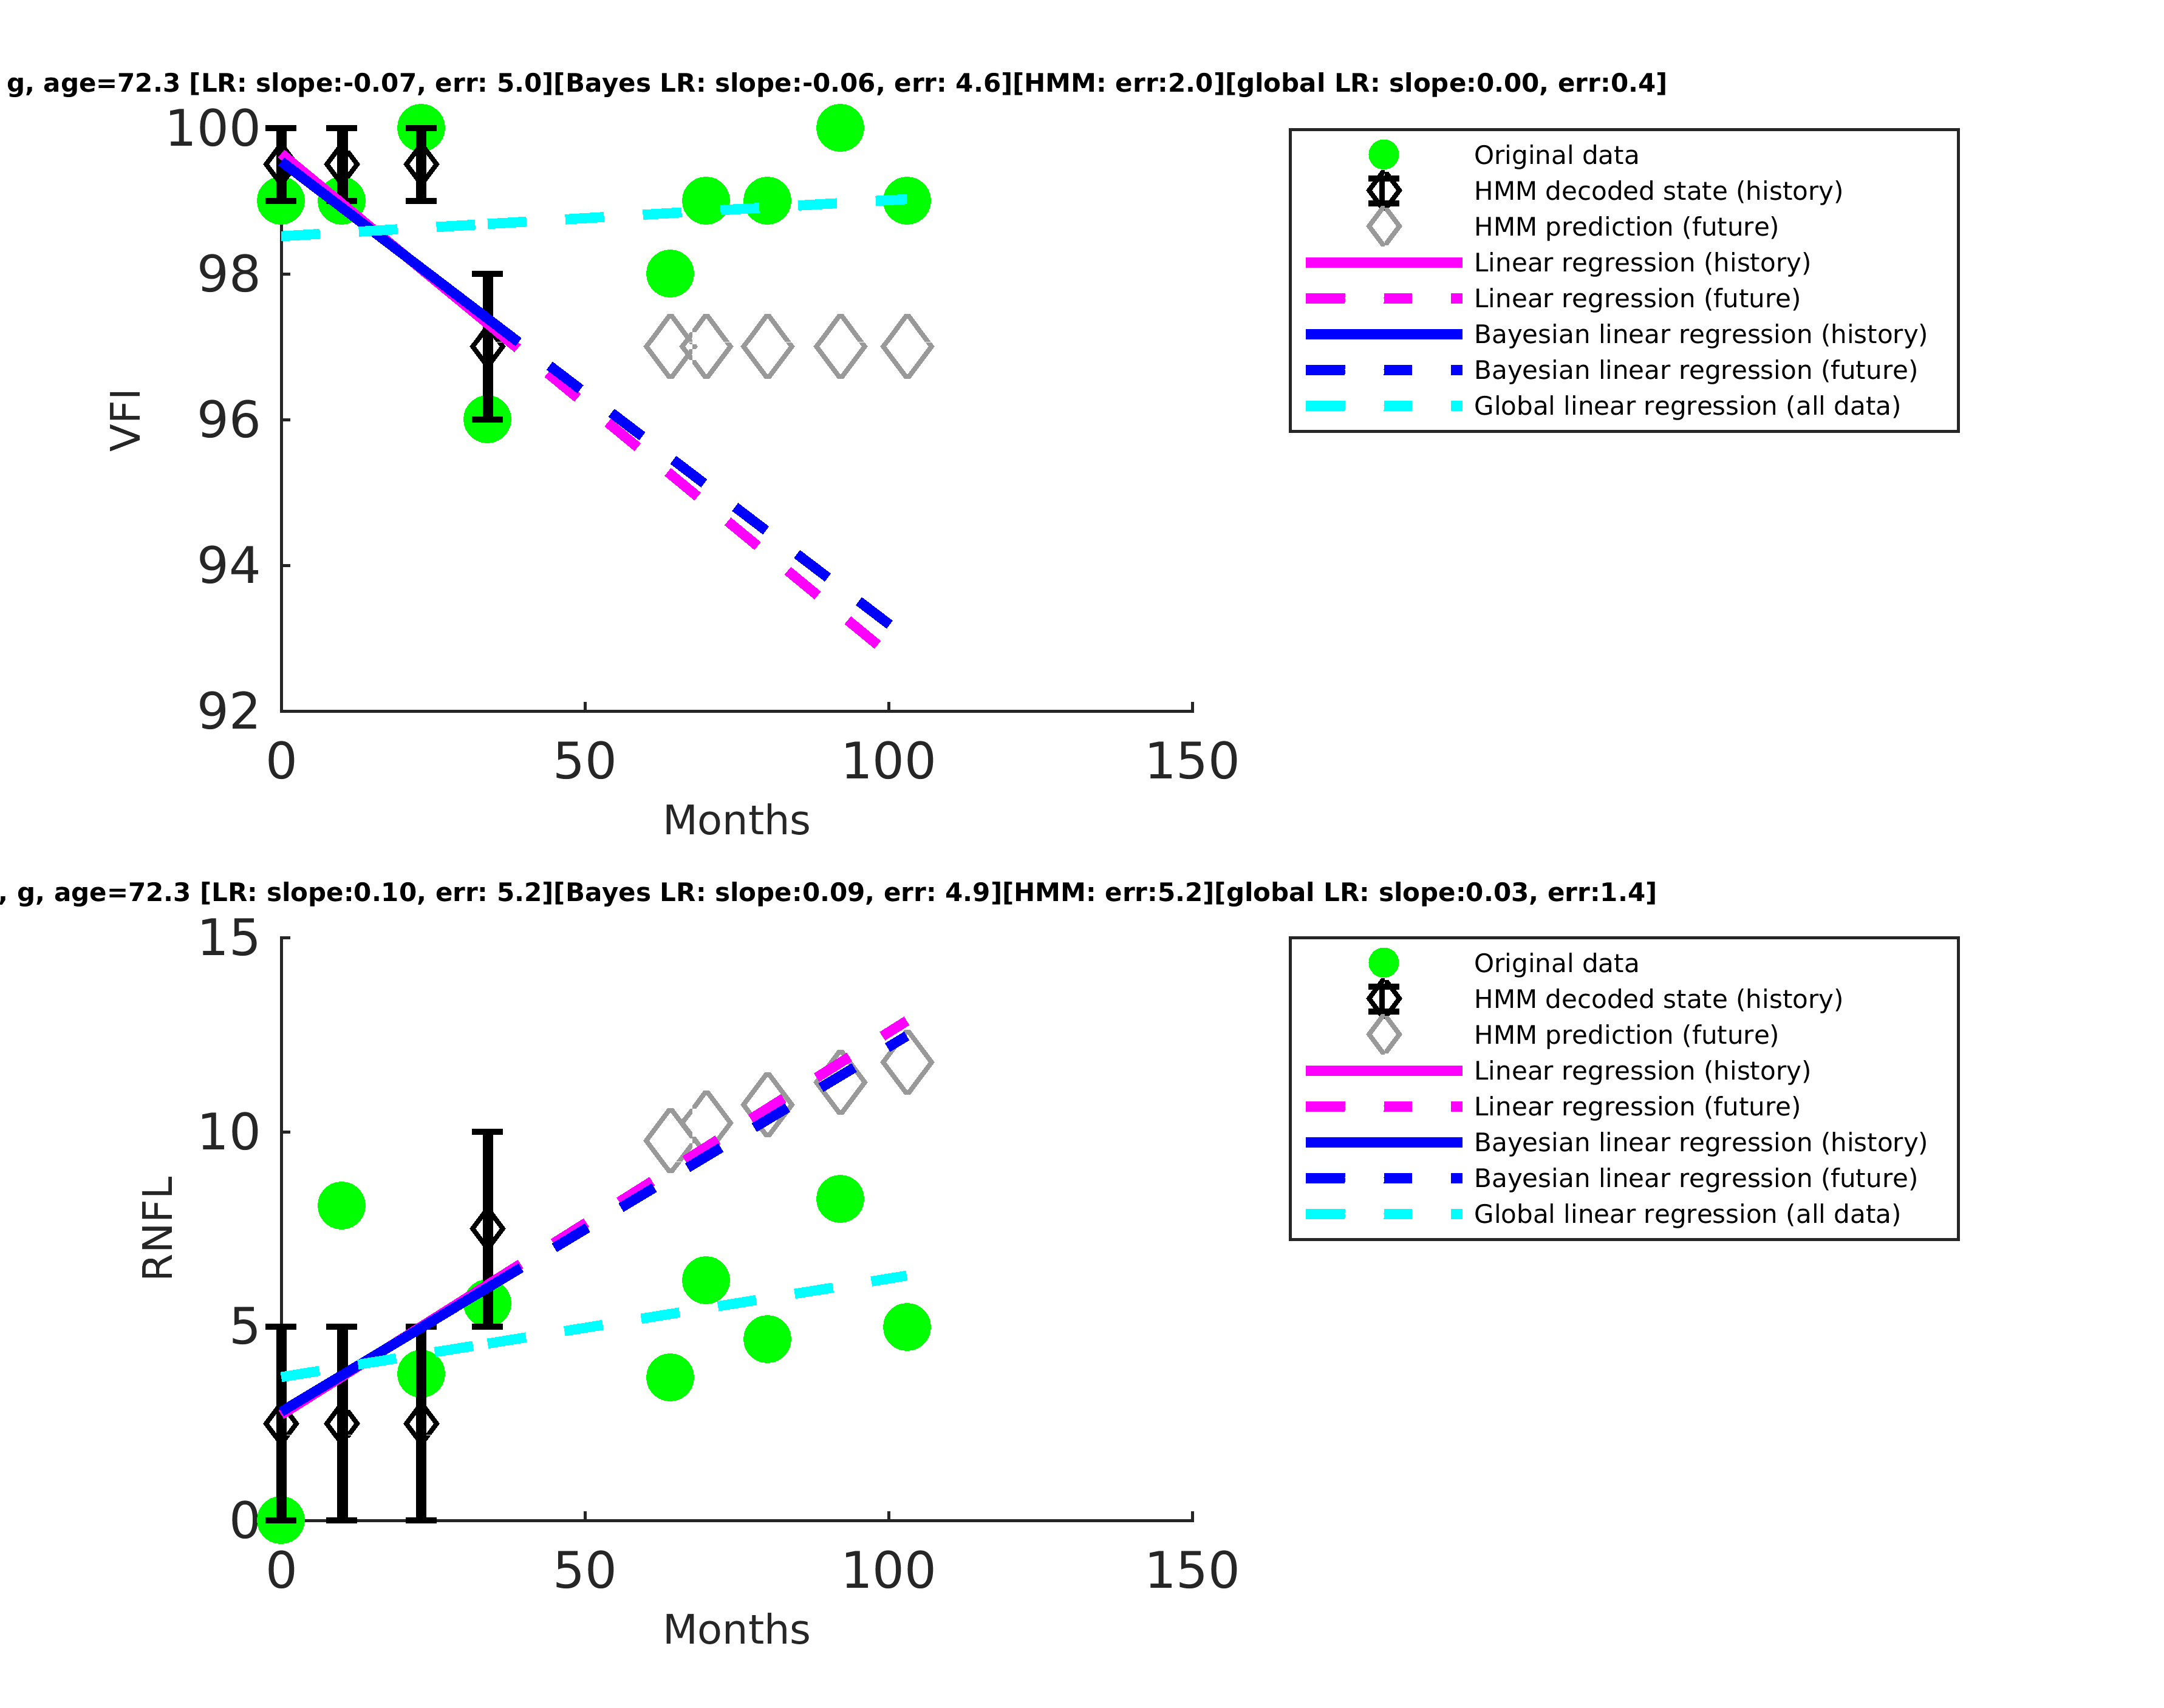 g, age=72.3 [LR: slope:-0.07, err: 5.0][Bayes LR: slope:-0.06, err: 4.6][HMM: err:2.0][global LR: slope:0.00, err:0.4]
100
98
96
94
92
VFI
0 50 100 150
Months
Original data
HMM decoded state (history)
HMM prediction (future)
Linear regression (history)
Linear regression (future)
Bayesian linear regression (history)
Bayesian linear regression (future)
Global linear regression (all data)
, g, age=72.3 [LR: slope:0.10, err: 5.2][Bayes LR: slope:0.09, err: 4.9][HMM: err:5.2][global LR: slope:0.03, err:1.4]
15
10
5
0
RNFL
0 50 100 150
Months
Original data
HMM decoded state (history)
HMM prediction (future)
Linear regression (history)
Linear regression (future)
Bayesian linear regression (history)
Bayesian linear regression (future)
Global linear regression (all data)